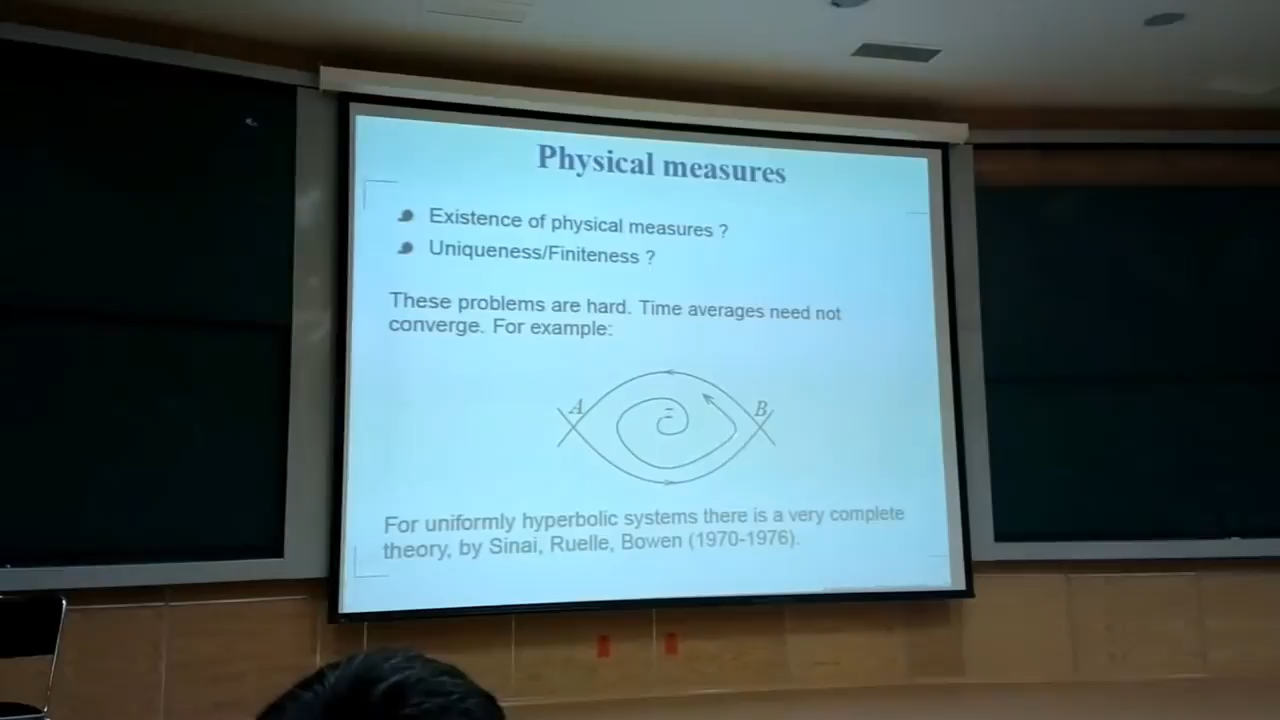 Physical measures
Existence of physical measures ?
Uniqueness/Finiteness ?
These problems are hard. Time averages need not
converge. For example:
A
B
z
For uniformly hyperbolic systems there is a very complete
theory, by Sinai, Ruelle, Bowen (1970-1976).